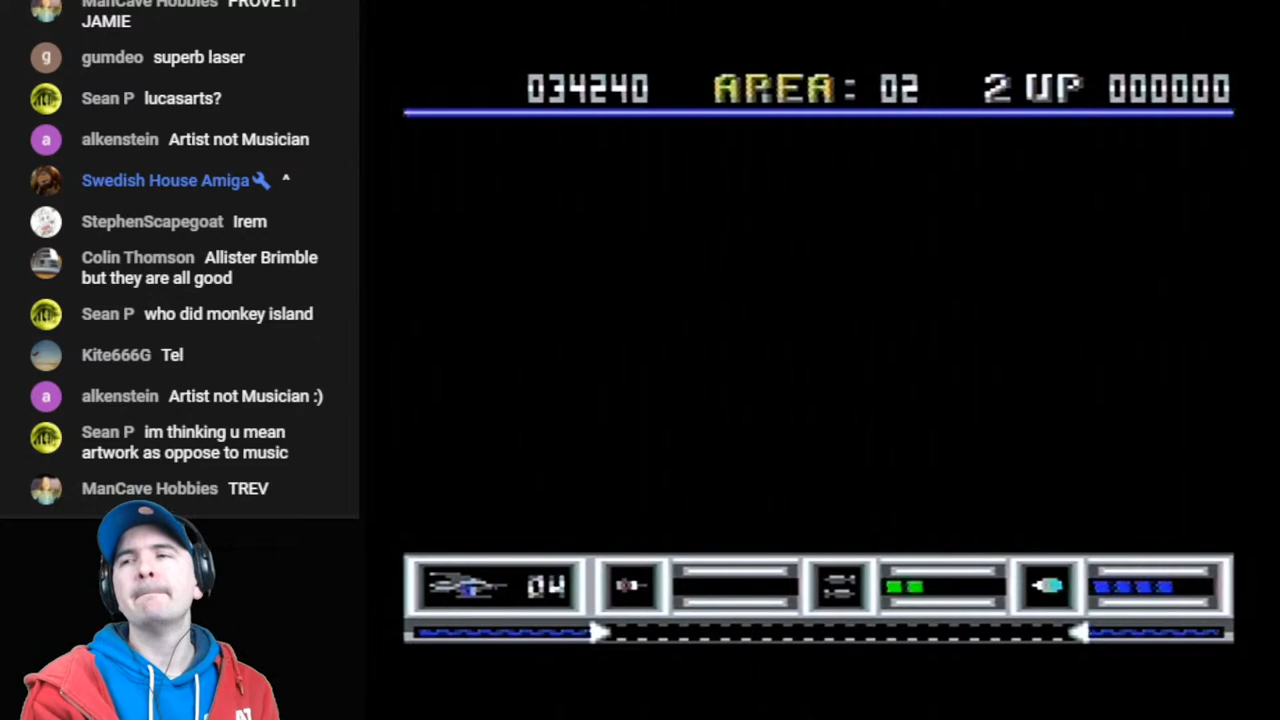 ManCave Hobbies PROVE IT
JAMIE
gumdeo superb laser
Sean P lucasarts?
alkenstein Artist not Musician
Swedish House Amiga ^
StephenScapegoat Irem
Colin Thomson Allister Brimble
but they are all good
Sean P who did monkey island
Kite666G Tel
alkenstein Artist not Musician :)
Sean P im thinking u mean
artwork as oppose to music
ManCave Hobbies TREV
034240 AREA: 02 2 UP 000000
04